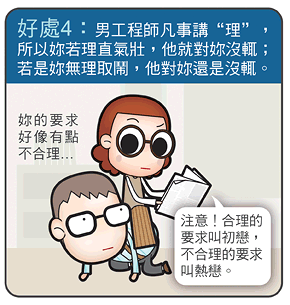 好處4：男工程師凡事講“理”，
所以妳若理直氣壯，他就對妳沒輒；
若是妳無理取鬧，他對妳還是沒輒。
妳的要求
好像有點
不合理...
注意！合理的
要求叫初戀，
不合理的要求
叫熱戀。